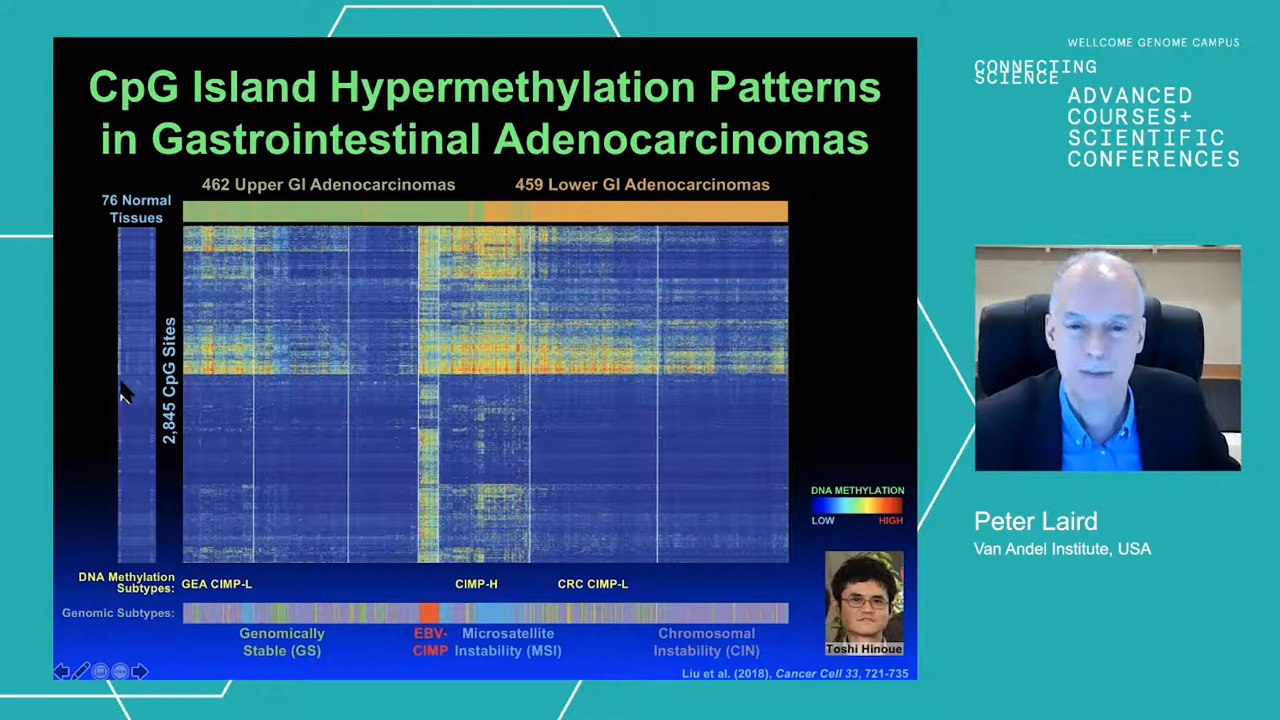 WELLCOME GENOME CAMPUS
CONNECTING
SCIENCE
ADVANCED
COURSES+
SCIENTIFIC
CONFERENCES
CpG Island Hypermethylation Patterns
in Gastrointestinal Adenocarcinomas
462 Upper GI Adenocarcinomas
459 Lower GI Adenocarcinomas
76 Normal
Tissues
2,845 CpG Sites
DNA METHYLATION
LOW
HIGH
DNA Methylation
Subtypes:
GEA CIMP-L
CIMP-H
CRC CIMP-L
Genomic Subtypes:
Genomically
Stable (GS)
EBV-
CIMP
Microsatellite
Instability (MSI)
Chromosomal
Instability (CIN)
Toshi Hinoue
Liu et al. (2018), Cancer Cell 33, 721-735
Peter Laird
Van Andel Institute, USA